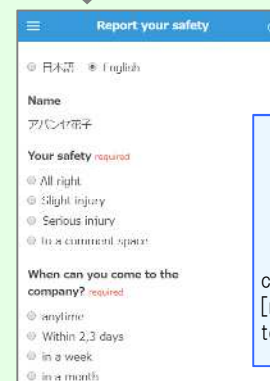 Report your safety
日本語 English
Name
アバンセ花子
Your safety required
All right
Slight injury
Serious injury
to a comment space
When can you come to the
company? required
anytime
Within 2,3 days
in a week
in a month